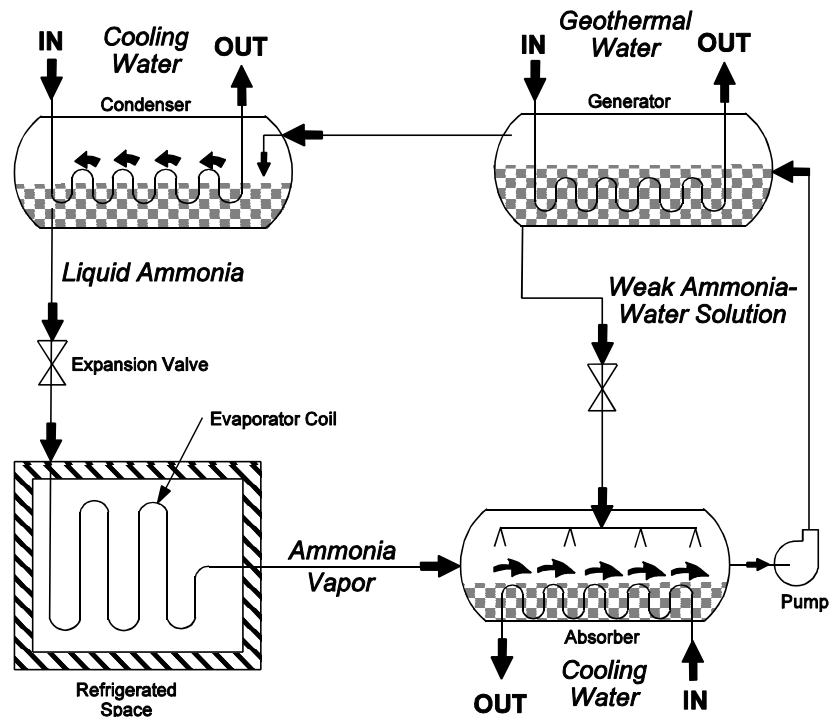 IN
Cooling
Water
OUT
Condenser
Geothermal
Water
IN
OUT
Generator
Liquid Ammonia
Weak Ammonia-
Water Solution
Expansion Valve
Evaporator Coil
Ammonia
Vapor
Pump
Absorber
Refrigerated
Space
Cooling
Water
OUT
IN